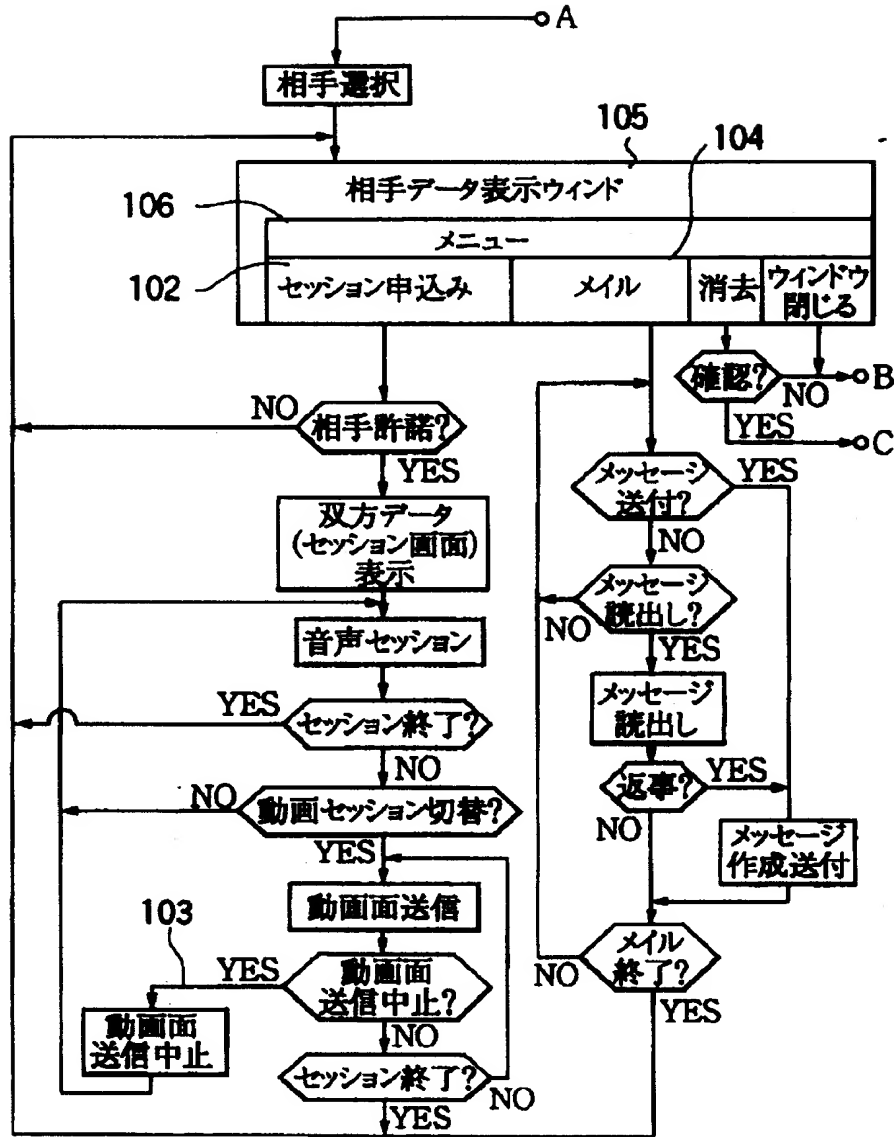 A
相手選択
105
104
相手データ表示ウィンド
106
メニュー
102
セッション申込み
メイル
消去
ウィンドウ
閉じる
確認?
NO
B
YES
C
NO
相手許諾?
YES
双方データ
(セッション画面)
表示
音声セッション
YES
セッション終了?
NO
NO
動画セッション切替?
YES
動画面送信
103
YES
動画面
送信中止?
NO
動画面
送信中止
セッション終了?
NO
YES
メッセージ
送付?
YES
NO
メッセージ
読出し?
NO
YES
メッセージ
読出し
返事?
YES
NO
メッセージ
作成送付
メイル
終了?
NO
YES